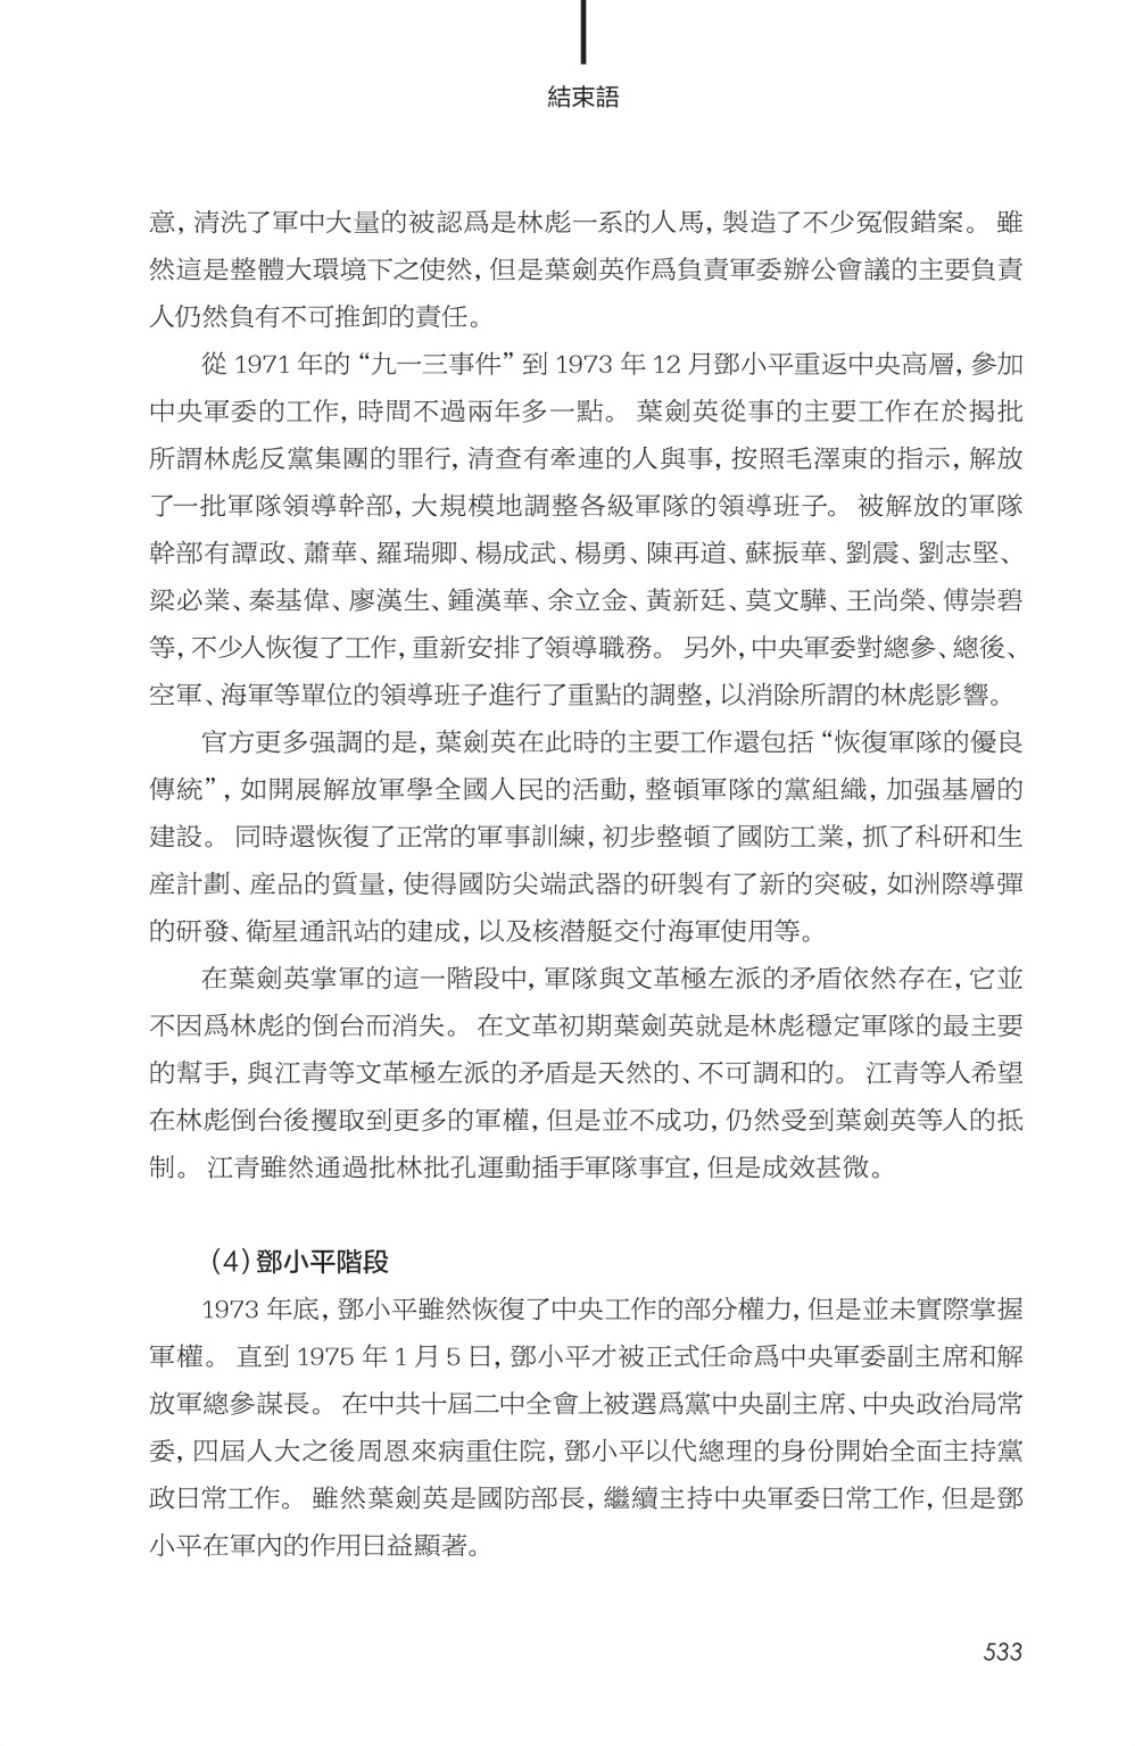 結束語
意，清洗了軍中大量的被認爲是林彪一系的人馬，製造了不少冤假錯案。 雖
然這是整體大環境下之使然，但是葉劍英作爲負責軍委辦公會議的主要負責
人仍然負有不可推卸的責任。
從 1971 年的 “九一三事件” 到 1973 年 12 月鄧小平重返中央高層，參加
中央軍委的工作，時間不過兩年多一點。 葉劍英從事的主要工作在於揭批
所謂林彪反黨集團的罪行，清查有牽連的人與事，按照毛澤東的指示，解放
了一批軍隊領導幹部，大規模地調整各級軍隊的領導班子。 被解放的軍隊
幹部有譚政、蕭華、羅瑞卿、楊成武、楊勇、陳再道、蘇振華、劉震、劉志堅、
梁必業、秦基偉、廖漢生、鍾漢華、余立金、黃新廷、莫文驊、王尚榮、傅崇碧
等，不少人恢復了工作，重新安排了領導職務。 另外，中央軍委對總參、總後、
空軍、海軍等單位的領導班子進行了重點的調整，以消除所謂的林彪影響。
官方更多强調的是，葉劍英在此時的主要工作還包括 “恢復軍隊的優良
傳統” ，如開展解放軍學全國人民的活動，整頓軍隊的黨組織，加强基層的
建設。 同時還恢復了正常的軍事訓練，初步整頓了國防工業，抓了科研和生
産計劃、産品的質量，使得國防尖端武器的研製有了新的突破，如洲際導彈
的研發、衛星通訊站的建成，以及核潜艇交付海軍使用等。
在葉劍英掌軍的這一階段中，軍隊與文革極左派的矛盾依然存在，它並
不因爲林彪的倒台而消失。 在文革初期葉劍英就是林彪穩定軍隊的最主要
的幫手，與江青等文革極左派的矛盾是天然的、不可調和的。 江青等人希望
在林彪倒台後攫取到更多的軍權，但是並不成功，仍然受到葉劍英等人的抵
制。 江青雖然通過批林批孔運動插手軍隊事宜，但是成效甚微。
（4）鄧小平階段
1973 年底，鄧小平雖然恢復了中央工作的部分權力，但是並未實際掌握
軍權。 直到 1975 年 1 月 5 日，鄧小平才被正式任命爲中央軍委副主席和解
放軍總參謀長。 在中共十屆二中全會上被選爲黨中央副主席、中央政治局常
委，四屆人大之後周恩來病重住院，鄧小平以代總理的身份開始全面主持黨
政日常工作。 雖然葉劍英是國防部長，繼續主持中央軍委日常工作，但是鄧
小平在軍內的作用日益顯著。
533